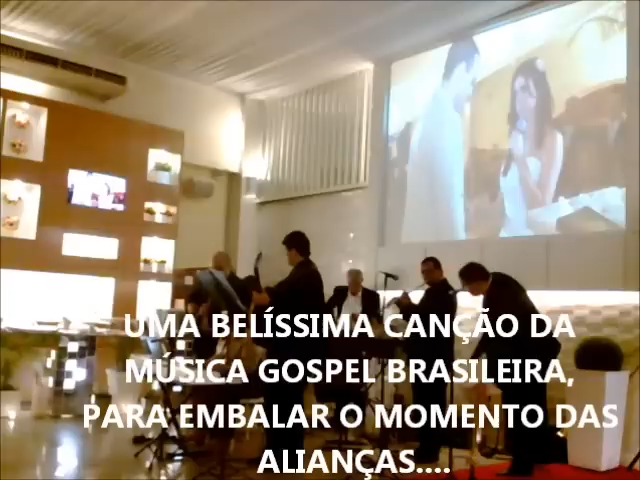 UMA BELÍSSIMA CANÇÃO DA
MÚSICA GOSPEL BRASILEIRA,
PARA EMBALAR O MOMENTO DAS
ALIANÇAS....